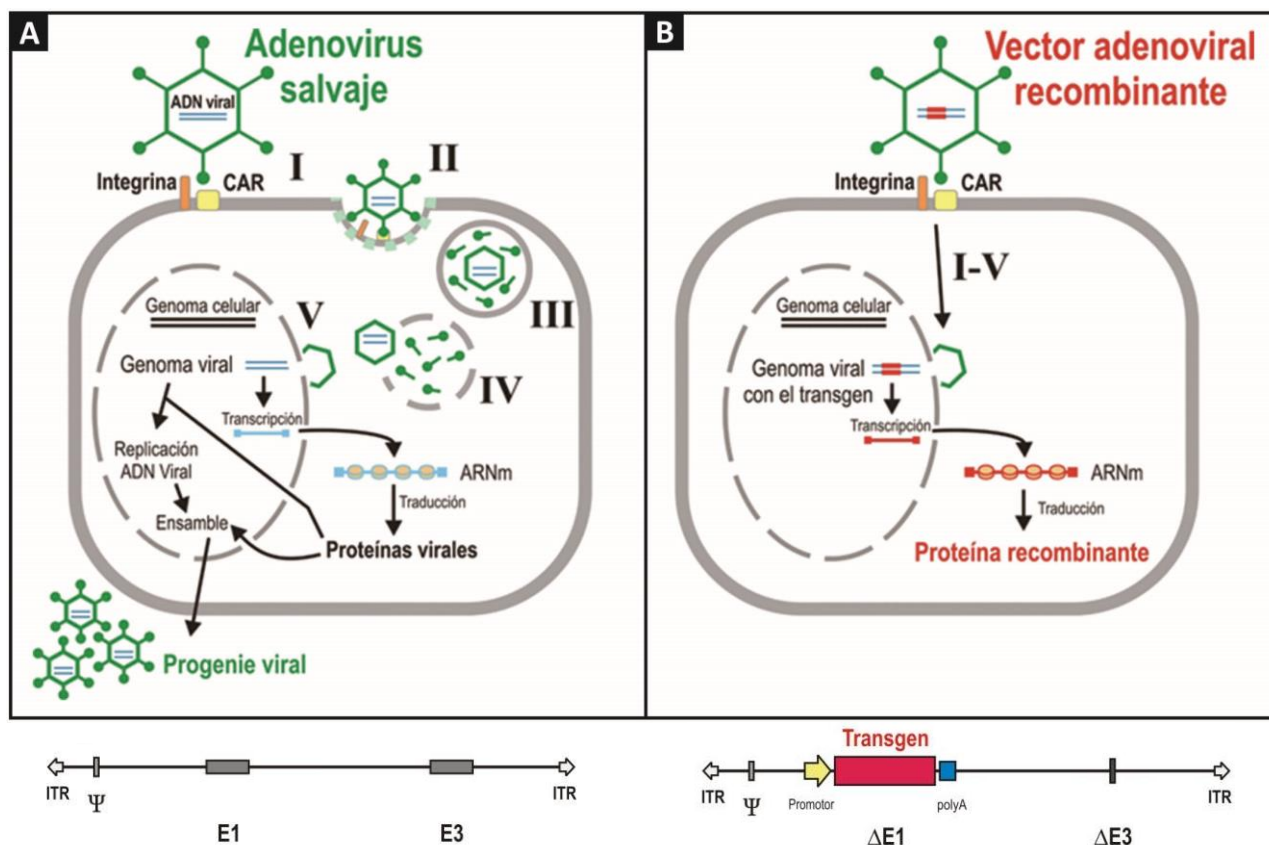 A
Adenovirus
salvaje
ADN viral
Integrina
CAR
I
II
III
IV
V
Genoma celular
Genoma viral
Transcripción
Replicación
ADN Viral
Ensamble
ARNm
Traducción
Proteínas virales
Progenie viral
ITR
Ψ
E1
E3
ITR
B
Vector adenoviral
recombinante
Integrina
CAR
I-V
Genoma celular
Genoma viral
con el transgen
Transcripción
ARNm
Traducción
Proteína recombinante
Transgen
ITR
Ψ
Promotor
polyA
ITR
ΔE1
ΔE3